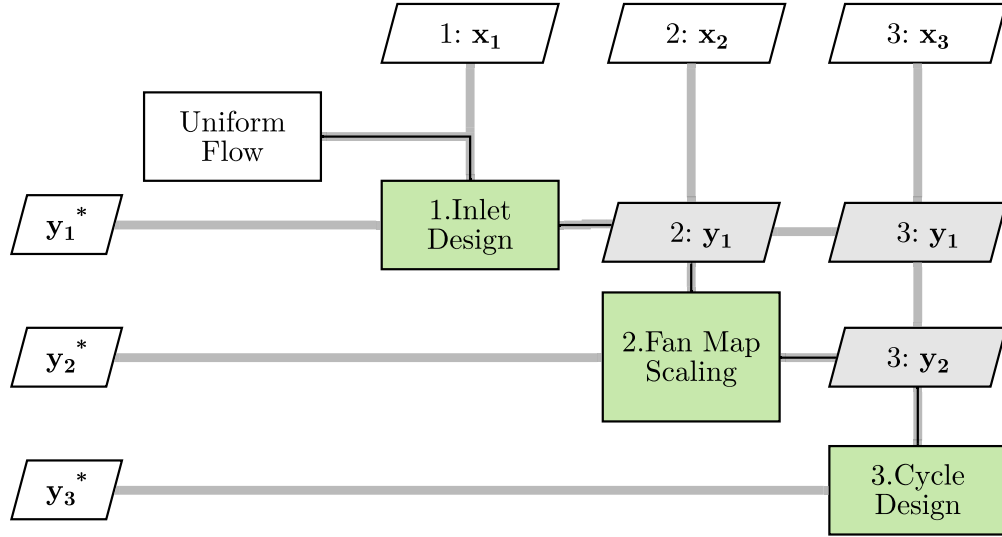 1: x₁
2: x₂
3: x₃
Uniform
Flow
y₁*
1.Inlet
Design
2: y₁
3: y₁
y₂*
2.Fan Map
Scaling
3: y₂
y₃*
3.Cycle
Design